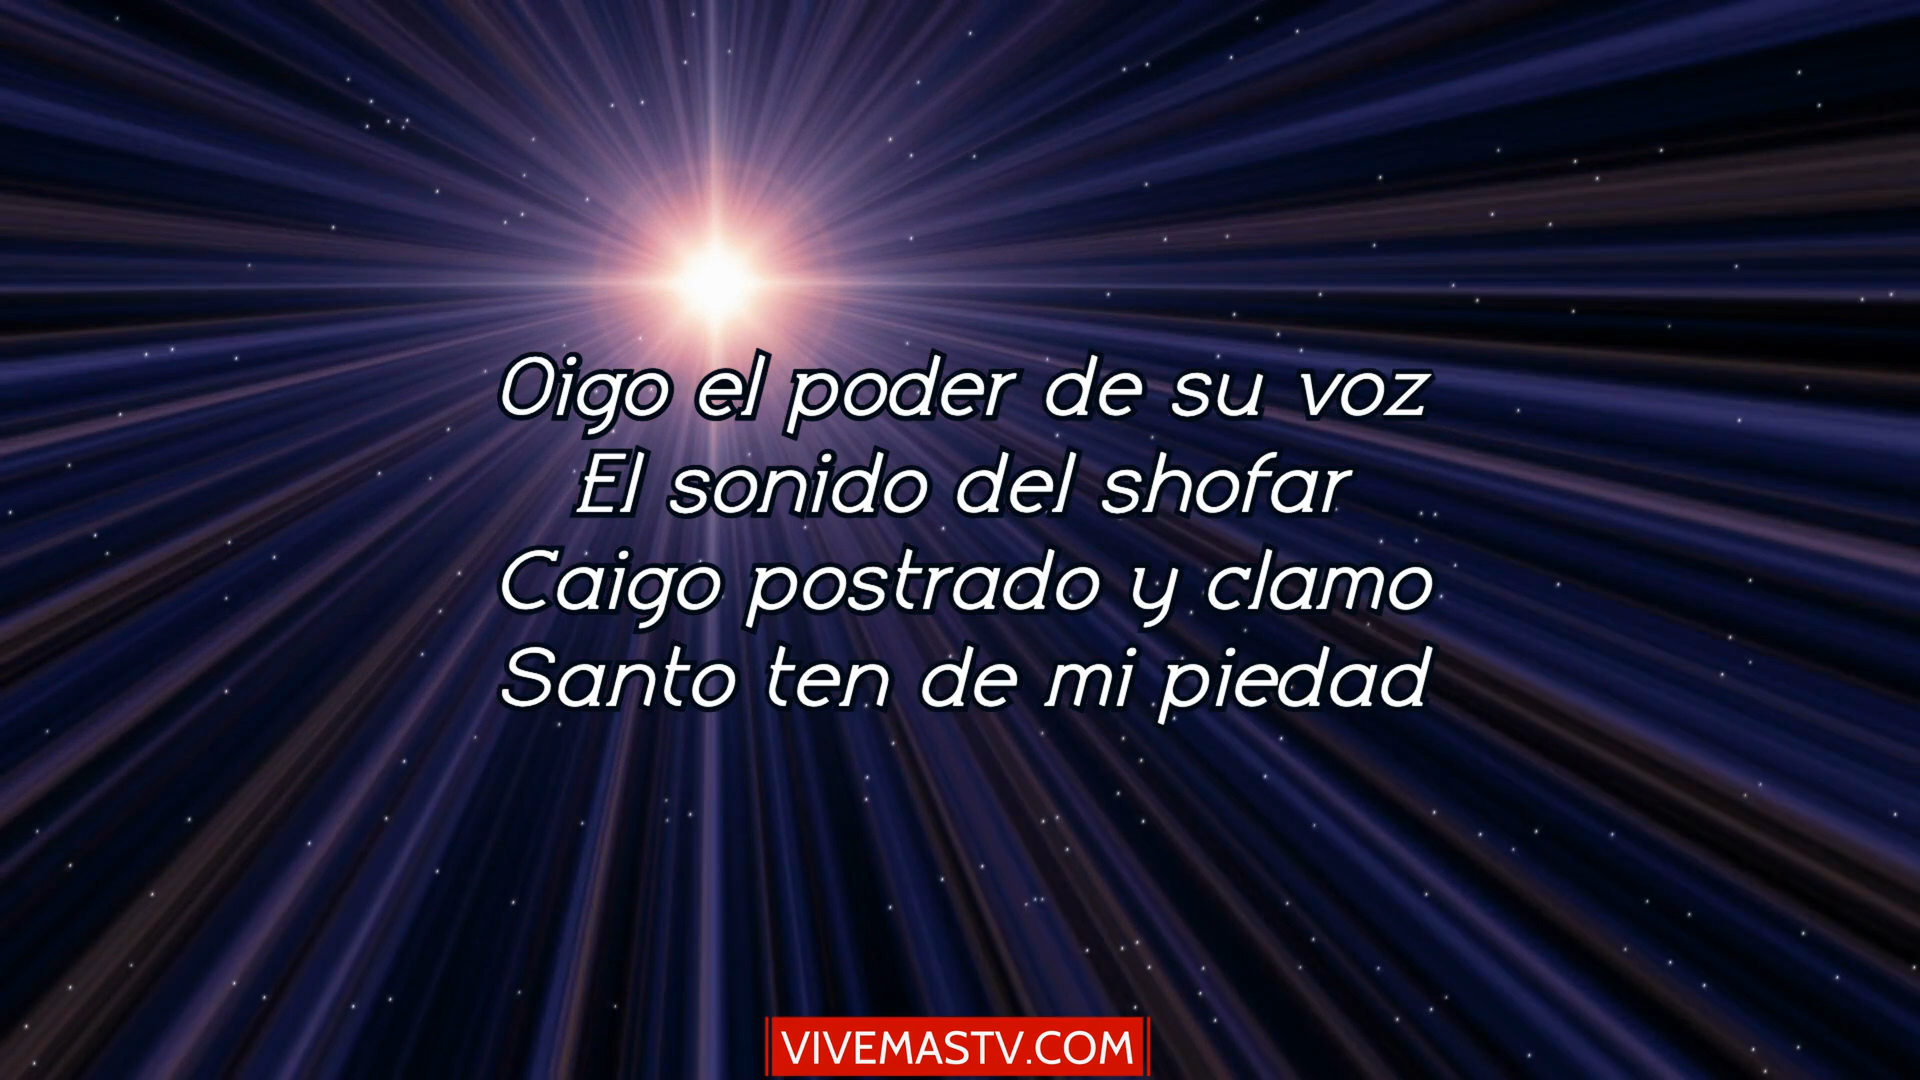 Oigo el poder de su voz
El sonido del shofar
Caigo postrado y clamo
Santo ten de mi piedad
VIVEMASTV.COM